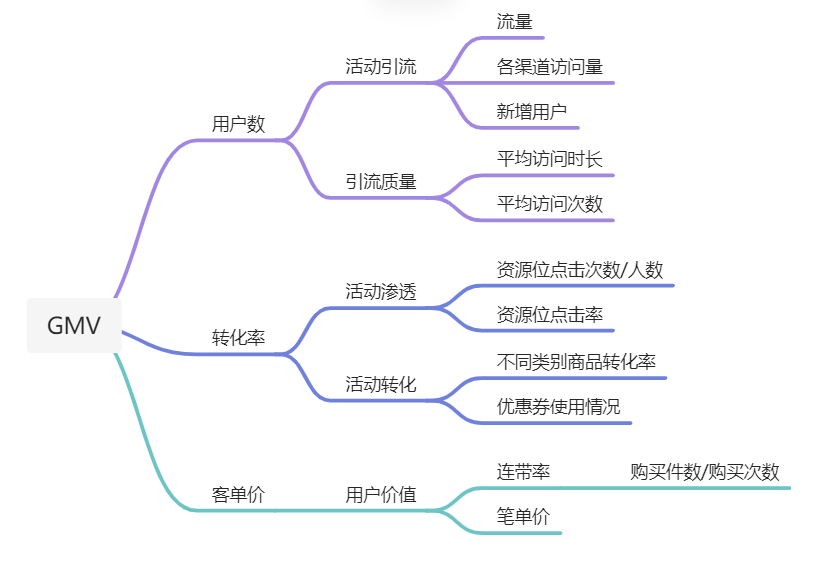 GMV
用户数
活动引流
流量
各渠道访问量
新增用户
引流质量
平均访问时长
平均访问次数
转化率
活动渗透
资源位点击次数/人数
资源位点击率
活动转化
不同类别商品转化率
优惠券使用情况
客单价
用户价值
连带率
购买件数/购买次数
笔单价